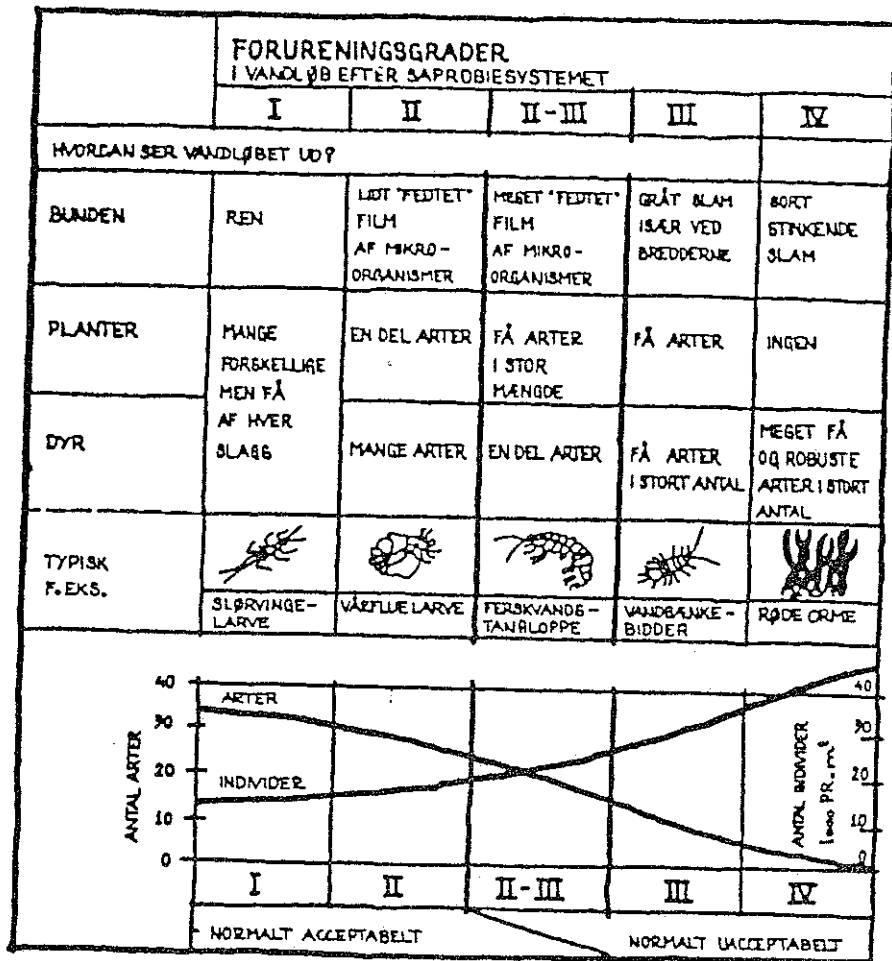 FORURENINGSGRADER
I VANDLØB EFTER SAPROBIESYSTEMET
I II II-III III IV
HVORDAN SER VANDLØBET UD?
BUNDEN
REN
LIDT "FEDTET"
FILM
AF MIKRO-
ORGANISMER
MEGET "FEDTET"
FILM
AF MIKRO-
ORGANISMER
GRÅT SLAM
ISÆR VED
BREDDERNE
SORT
STINKENDE
SLAM
PLANTER
MANGE
FORSKELLIGE
MEN FÅ
AF HVER
SLAGS
EN DEL ARTER
FÅ ARTER
I STOR
MÆNGDE
FÅ ARTER
INGEN
DYR
MANGE ARTER
EN DEL ARTER
FÅ ARTER
I STORT ANTAL
MEGET FÅ
OG ROBUSTE
ARTER I STORT
ANTAL
TYPISK
F. EKS.
SLØRVINGE-
LARVE
VÅRFLUE LARVE
FERSKVANDS-
TANGLOPPE
VANDBÆNKE-
BIDDER
RØDE ORME
ANTAL ARTER
40
30
20
10
0
ARTER
INDIVIDER
ANTAL INDIVIDER
1000 PR. m²
40
30
20
10
0
I II II-III III IV
NORMALT ACCEPTABELT
NORMALT UACCEPTABELT